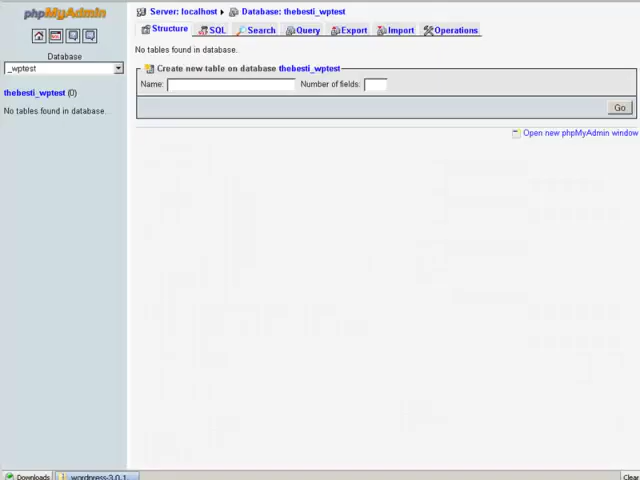 phpMyAdmin
Database
_wptest
thebesti_wptest (0)
No tables found in database.
Server: localhost Database: thebesti_wptest
Structure SQL Search Query Export Import Operations
No tables found in database.
Create new table on database thebesti_wptest
Name: Number of fields:
Go
Open new phpMyAdmin window
Downloads wordpress-3.0.1. Clear